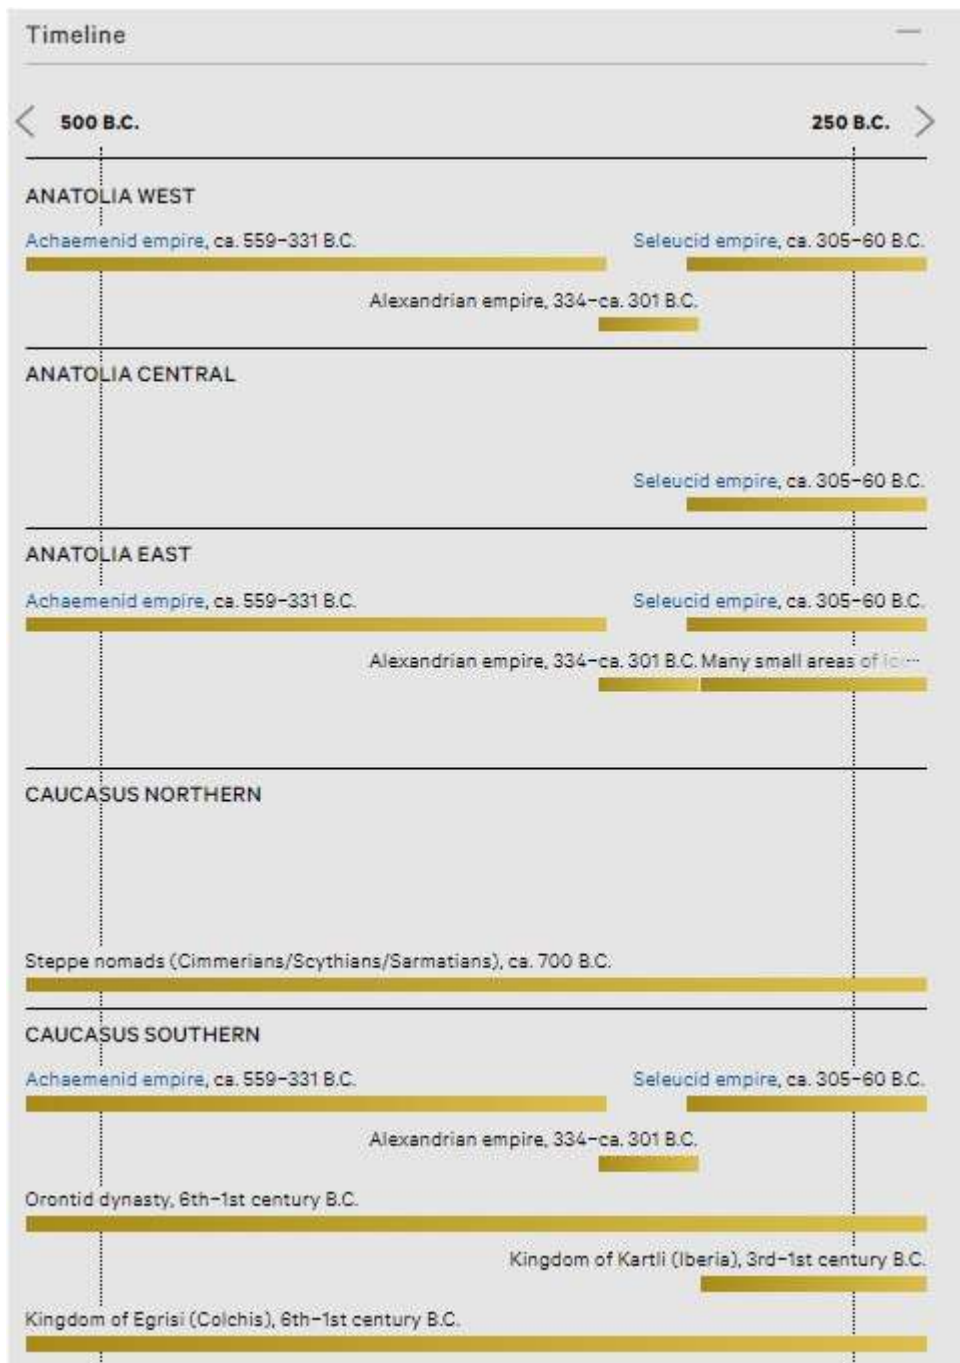 Timeline
500 B.C. 250 B.C.
ANATOLIA WEST
Achaemenid empire, ca. 559–331 B.C. Seleucid empire, ca. 305–60 B.C.
Alexandrian empire, 334–ca. 301 B.C.
ANATOLIA CENTRAL
Seleucid empire, ca. 305–60 B.C.
ANATOLIA EAST
Achaemenid empire, ca. 559–331 B.C. Seleucid empire, ca. 305–60 B.C.
Alexandrian empire, 334–ca. 301 B.C. Many small areas of
CAUCASUS NORTHERN
Steppe nomads (Cimmerians/Scythians/Sarmatians), ca. 700 B.C.
CAUCASUS SOUTHERN
Achaemenid empire, ca. 559–331 B.C. Seleucid empire, ca. 305–60 B.C.
Alexandrian empire, 334–ca. 301 B.C.
Orontid dynasty, 6th–1st century B.C.
Kingdom of Kartli (Iberia), 3rd–1st century B.C.
Kingdom of Egrisi (Colchis), 6th–1st century B.C.